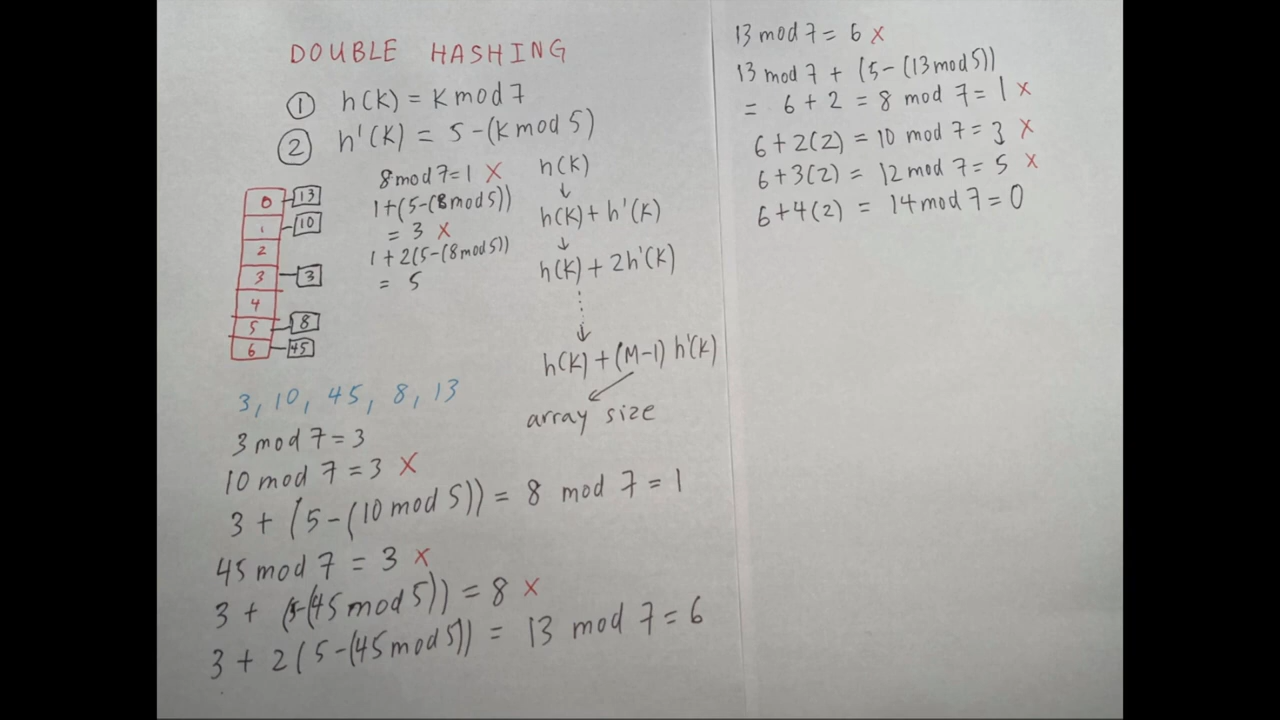 DOUBLE HASHING
① h(K) = K mod 7
② h'(K) = 5-(K mod 5)
0 13
1 10
2
3 3
4
5 8
6 45
8 mod 7=1 X
1+(5-(8 mod 5))
= 3 X
1+2(5-(8 mod 5))
= 5
h(K)
↓
h(K)+h'(K)
↓
h(K)+2h'(K)
↓
h(K)+(M-1) h'(K)
array size
3, 10, 45, 8, 13
3 mod 7=3
10 mod 7=3 X
3 + (5-(10 mod 5)) = 8 mod 7=1
45 mod 7 = 3 X
3 + (5-(45 mod 5)) = 8 X
3 + 2(5-(45 mod 5)) = 13 mod 7=6
13 mod 7= 6 X
13 mod 7 + (5-(13 mod 5))
= 6+2 = 8 mod 7=1 X
6+2(2) = 10 mod 7=3 X
6+3(2) = 12 mod 7=5 X
6+4(2) = 14 mod 7=0